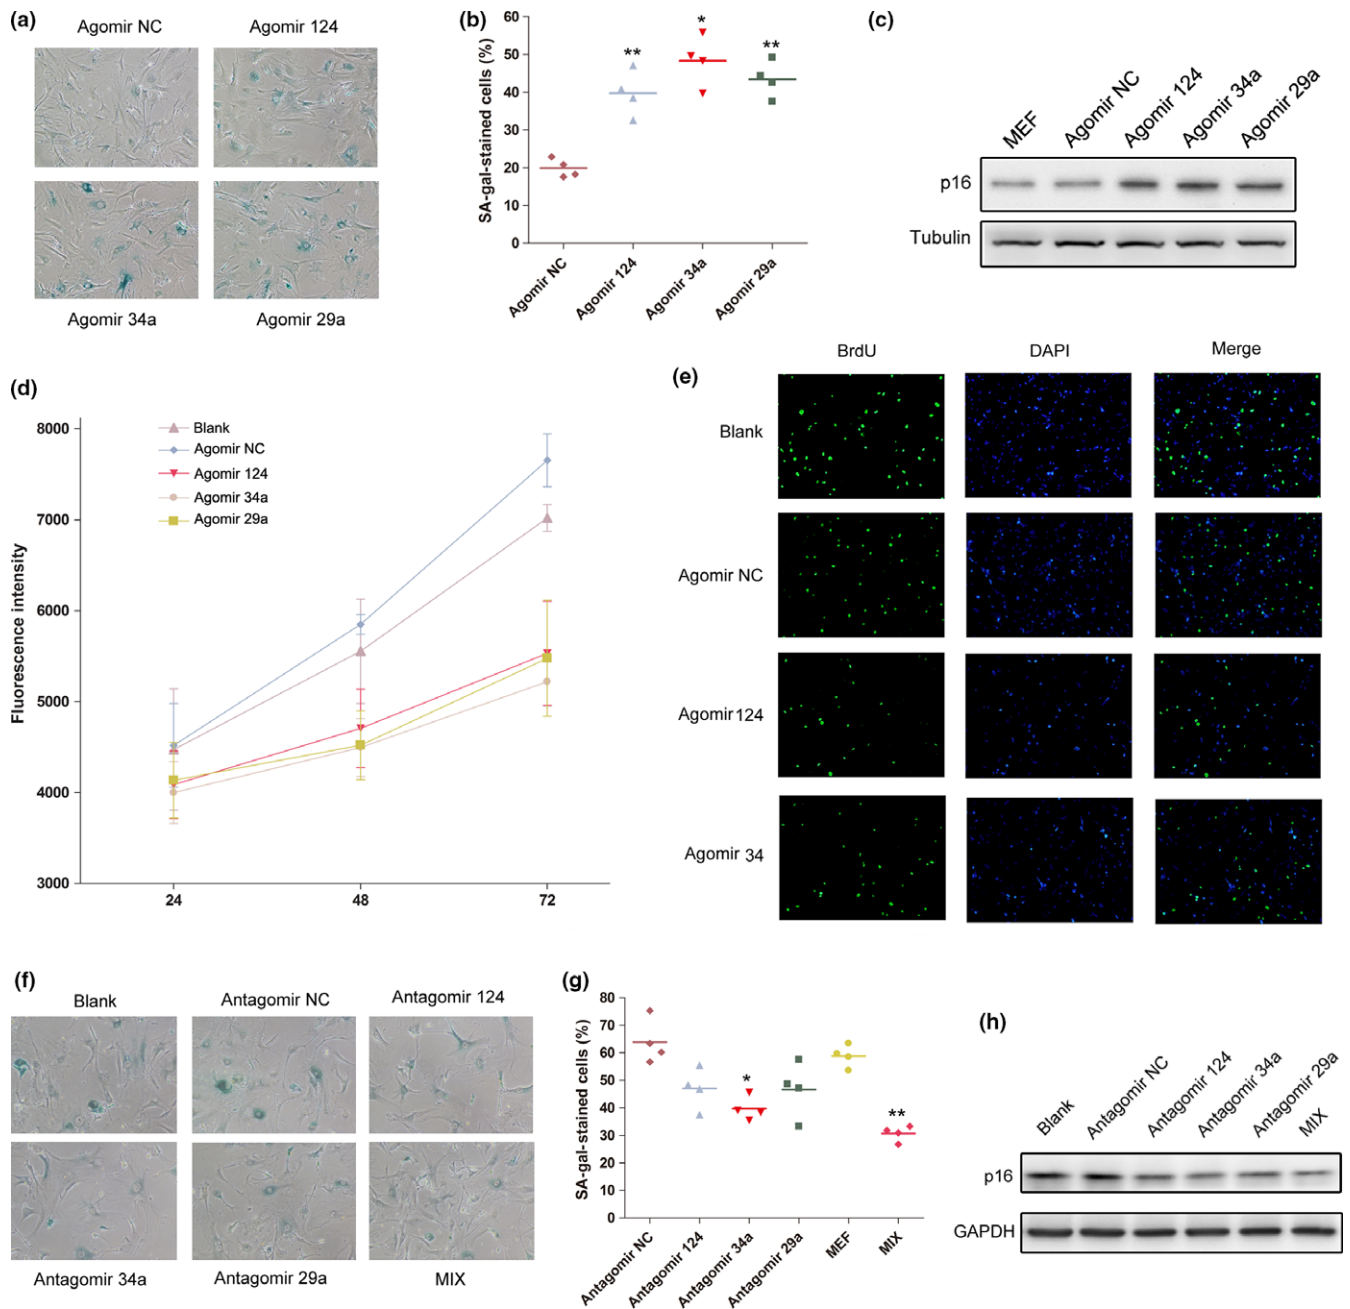 (a)
Agomir NC
Agomir 124
Agomir 34a
Agomir 29a
(b)
SA-gal-stained cells (%)
60
50
40
30
20
10
0
**
*
**
Agomir NC
Agomir 124
Agomir 34a
Agomir 29a
(c)
MEF
Agomir NC
Agomir 124
Agomir 34a
Agomir 29a
p16
Tubulin
(d)
Fluorescence intensity
8000
7000
6000
5000
4000
3000
24
48
72
Blank
Agomir NC
Agomir 124
Agomir 34a
Agomir 29a
(e)
BrdU
DAPI
Merge
Blank
Agomir NC
Agomir 124
Agomir 34
(f)
Blank
Antagomir NC
Antagomir 124
Antagomir 34a
Antagomir 29a
MIX
(g)
SA-gal-stained cells (%)
80
70
60
50
40
30
20
10
0
*
**
Antagomir NC
Antagomir 124
Antagomir 34a
Antagomir 29a
MEF
MIX
(h)
Blank
Antagomir NC
Antagomir 124
Antagomir 34a
Antagomir 29a
MIX
p16
GAPDH